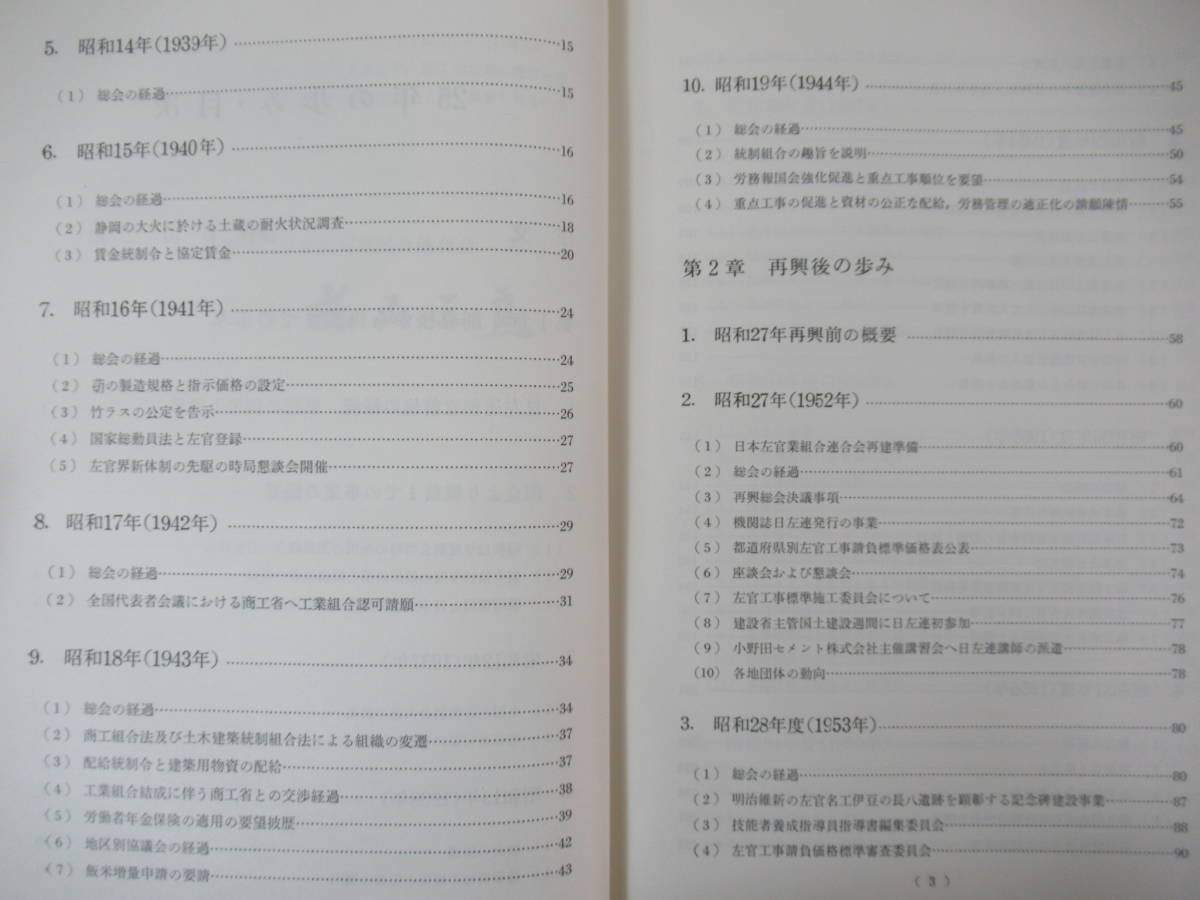 5. 昭和14年(1939年) ……………… 15
(1) 総会の経過 ……………… 15
6. 昭和15年(1940年) ……………… 16
(1) 総会の経過 ……………… 16
(2) 静岡の大火に於ける土蔵の耐火状況調査 ……………… 18
(3) 賃金統制令と協定賃金 ……………… 20
7. 昭和16年(1941年) ……………… 24
(1) 総会の経過 ……………… 24
(2) 苆の製造規格と指示価格の設定 ……………… 25
(3) 竹ラスの公定を告示 ……………… 26
(4) 国家総動員法と左官登録 ……………… 27
(5) 左官界新体制の先駆の時局懇談会開催 ……………… 27
8. 昭和17年(1942年) ……………… 29
(1) 総会の経過 ……………… 29
(2) 全国代表者会議における商工省へ工業組合認可請願 ……………… 31
9. 昭和18年(1943年) ……………… 34
(1) 総会の経過 ……………… 34
(2) 商工組合法及び土木建築統制組合法による組織の変遷 ……………… 37
(3) 配給統制令と建築用物資の配給 ……………… 37
(4) 工業組合結成に伴う商工省との交渉経過 ……………… 38
(5) 労働者年金保険の適用の要望披歴 ……………… 39
(6) 地区別協議会の経過 ……………… 42
(7) 飯米増量申請の要請 ……………… 43
10. 昭和19年(1944年) ……………… 45
(1) 総会の経過 ……………… 45
(2) 統制組合の趣旨を説明 ……………… 50
(3) 労務報国会強化促進と重点工事順位を要望 ……………… 54
(4) 重点工事の促進と資材の公正な配給，労務管理の適正化の請願陳情 ……………… 55
第2章 再興後の歩み
1. 昭和27年再興前の概要 ……………… 58
2. 昭和27年(1952年) ……………… 60
(1) 日本左官業組合連合会再建準備 ……………… 60
(2) 総会の経過 ……………… 61
(3) 再興総会決議事項 ……………… 64
(4) 機関誌日左連発行の事業 ……………… 72
(5) 都道府県別左官工事請負標準価格表公表 ……………… 73
(6) 座談会および懇談会 ……………… 74
(7) 左官工事標準施工委員会について ……………… 76
(8) 建設省主管国土建設週間に日左連初参加 ……………… 77
(9) 小野田セメント株式会社主催講習会へ日左連講師の派遣 ……………… 78
(10) 各地団体の動向 ……………… 78
3. 昭和28年度(1953年) ……………… 80
(1) 総会の経過 ……………… 80
(2) 明治維新の左官名工伊豆の長八遺跡を顕彰する記念碑建設事業 ……………… 87
(3) 技能者養成指導員指導書編集委員会 ……………… 88
(4) 左官工事請負価格標準審査委員会 ……………… 90
( 3 )